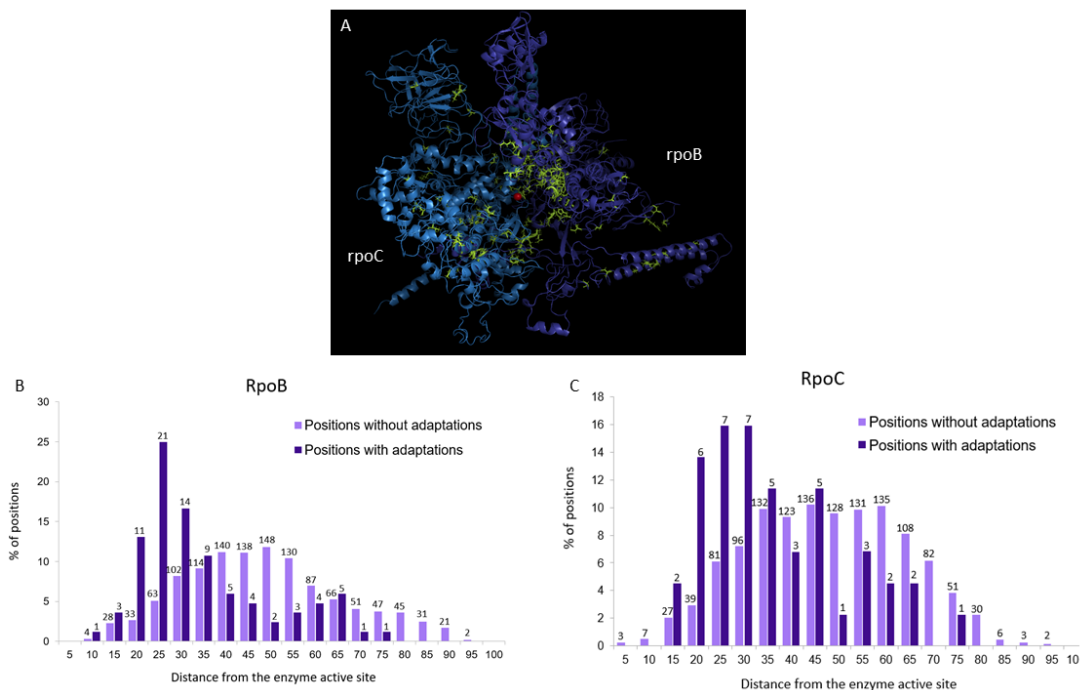 A
rpoB
rpoC
B
RpoB
% of positions
30
25
20
15
10
5
0
Positions without adaptations
Positions with adaptations
4 1 28 3 33 11 63 21 102 14 114 9 140 5 138 4 148 2 130 3 87 4 66 5 51 1 47 1 45 31 21 2
5 10 15 20 25 30 35 40 45 50 55 60 65 70 75 80 85 90 95 100
Distance from the enzyme active site
C
RpoC
% of positions
18
16
14
12
10
8
6
4
2
0
Positions without adaptations
Positions with adaptations
3 7 27 2 39 6 81 7 96 7 132 5 123 3 136 5 128 1 131 3 135 2 108 2 82 51 1 30 6 3 2
5 10 15 20 25 30 35 40 45 50 55 60 65 70 75 80 85 90 95 10
Distance from the enzyme active site